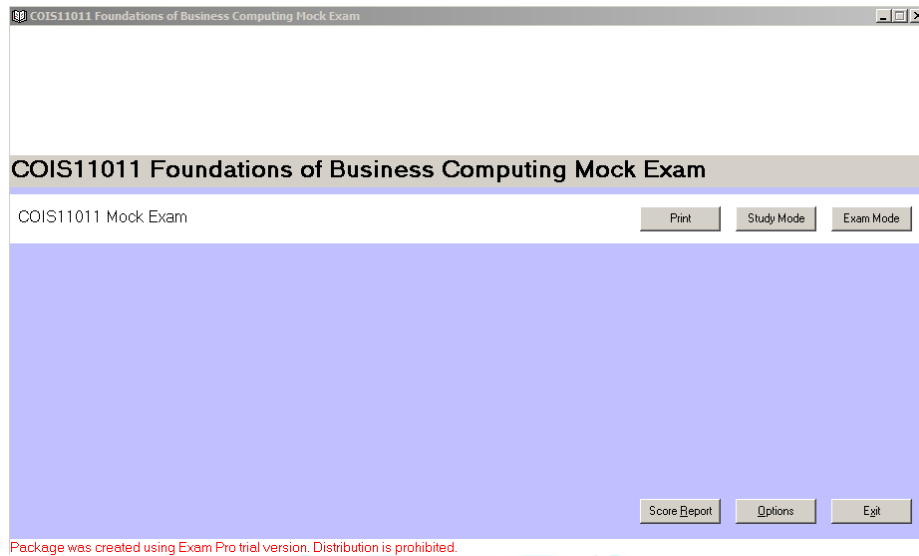 COIS11011 Foundations of Business Computing Mock Exam
COIS11011 Foundations of Business Computing Mock Exam
COIS11011 Mock Exam Print Study Mode Exam Mode
Score Report Options Exit
Package was created using Exam Pro trial version. Distribution is prohibited.